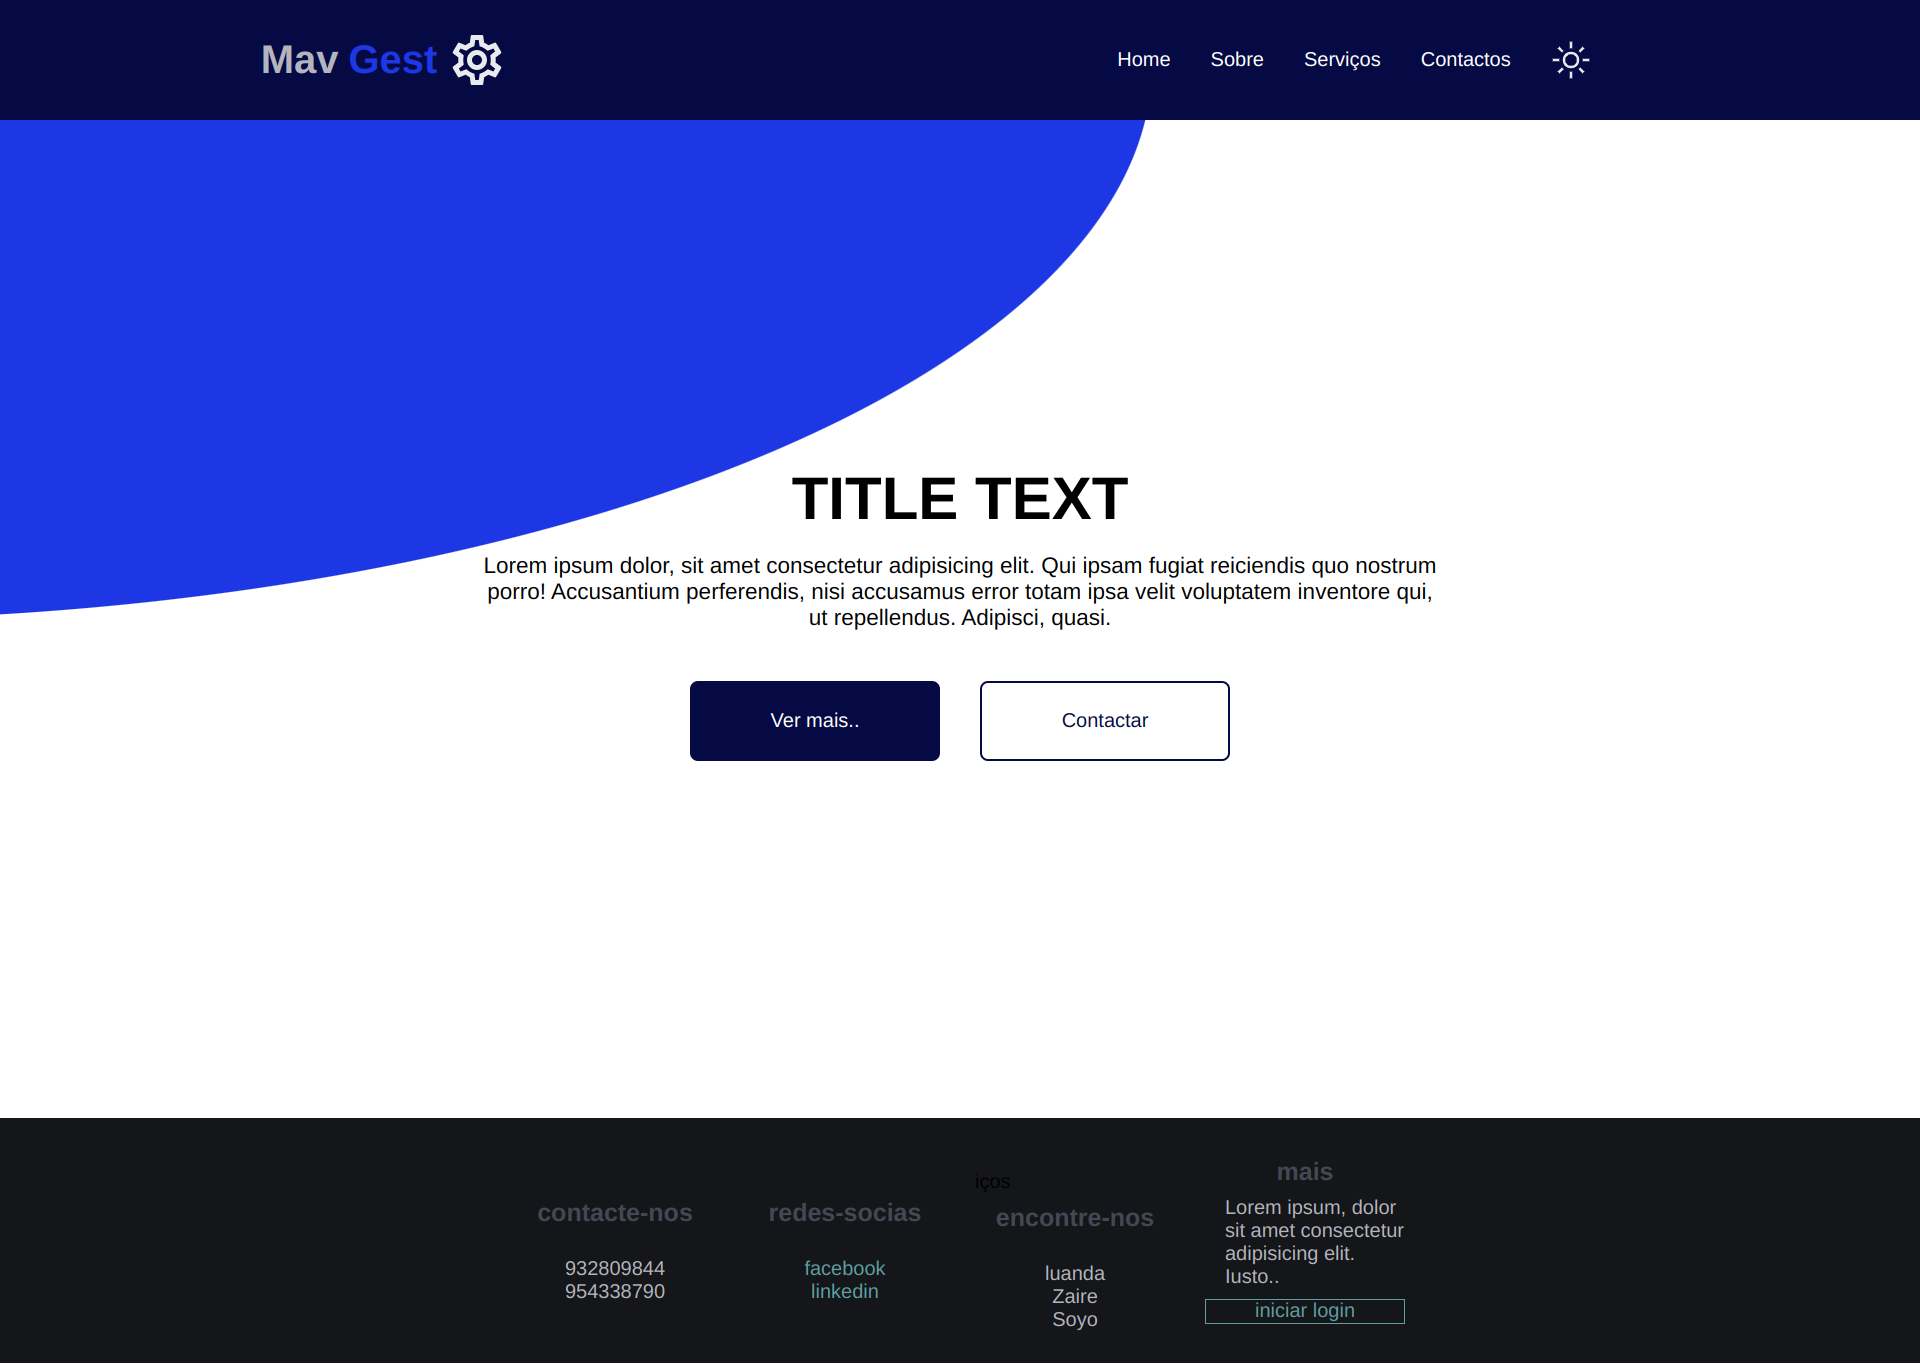 Mav Gest
Home Sobre Serviços Contactos
TITLE TEXT
Lorem ipsum dolor, sit amet consectetur adipisicing elit. Qui ipsam fugiat reiciendis quo nostrum
porro! Accusantium perferendis, nisi accusamus error totam ipsa velit voluptatem inventore qui,
ut repellendus. Adipisci, quasi.
Ver mais..
Contactar
contacte-nos
932809844
954338790
redes-socias
facebook
linkedin
iços
encontre-nos
luanda
Zaire
Soyo
mais
Lorem ipsum, dolor
sit amet consectetur
adipisicing elit.
Iusto..
iniciar login